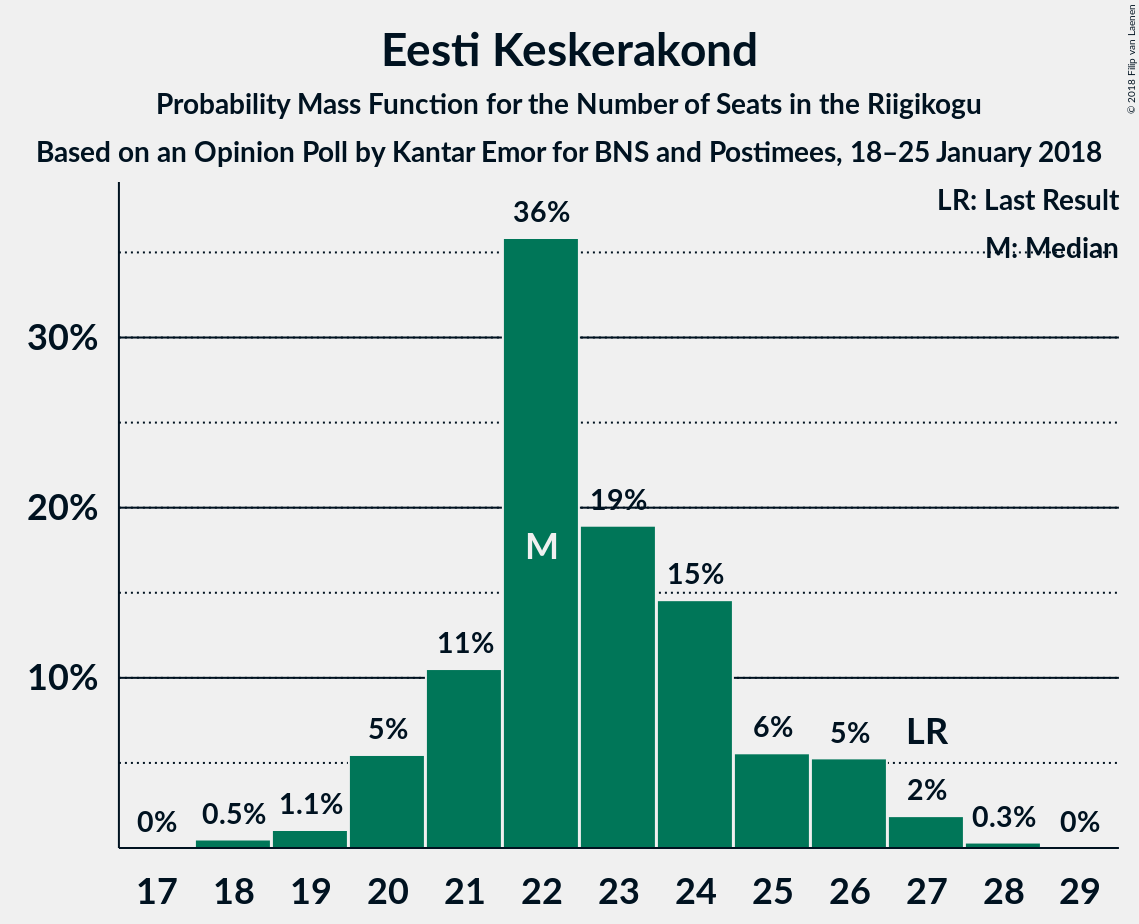 Eesti Keskerakond
Probability Mass Function for the Number of Seats in the Riigikogu
Based on an Opinion Poll by Kantar Emor for BNS and Postimees, 18–25 January 2018
© 2018 Filip van Laenen
LR: Last Result
M: Median
30%
20%
10%
0%
0.5%
1.1%
5%
11%
36%
M
19%
15%
6%
5%
LR
2%
0.3%
0%
17 18 19 20 21 22 23 24 25 26 27 28 29